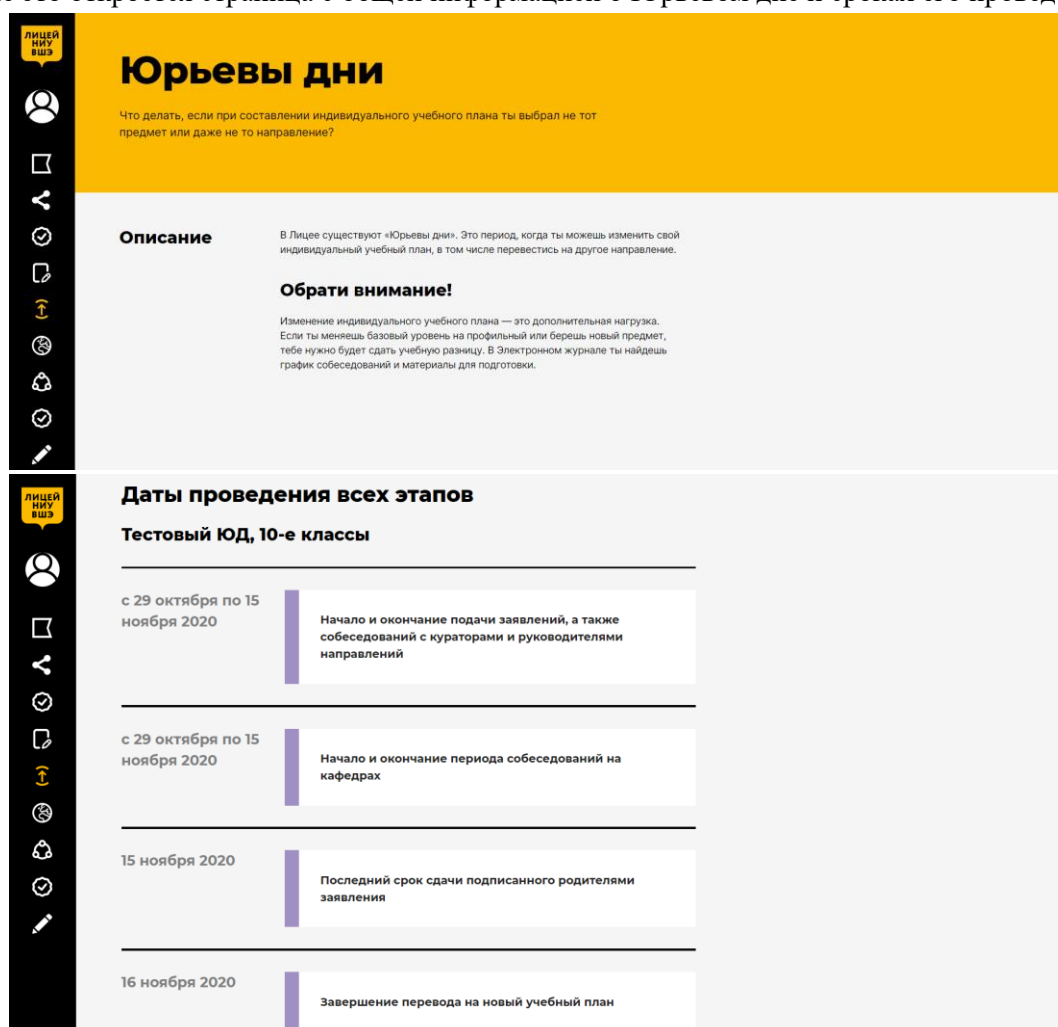 ЛИЦЕЙ
НИУ
ВШЭ
Юрьевы дни
Что делать, если при составлении индивидуального учебного плана ты выбрал не тот
предмет или даже не то направление?
Описание
В Лицее существуют «Юрьевы дни». Это период, когда ты можешь изменить свой
индивидуальный учебный план, в том числе перевестись на другое направление.
Обрати внимание!
Изменение индивидуального учебного плана — это дополнительная нагрузка.
Если ты меняешь базовый уровень на профильный или берешь новый предмет,
тебе нужно будет сдать учебную разницу. В Электронном журнале ты найдешь
график собеседований и материалы для подготовки.
ЛИЦЕЙ
НИУ
ВШЭ
Даты проведения всех этапов
Тестовый ЮД, 10-е классы
с 29 октября по 15
ноября 2020
Начало и окончание подачи заявлений, а также
собеседований с кураторами и руководителями
направлений
с 29 октября по 15
ноября 2020
Начало и окончание периода собеседований на
кафедрах
15 ноября 2020
Последний срок сдачи подписанного родителями
заявления
16 ноября 2020
Завершение перевода на новый учебный план